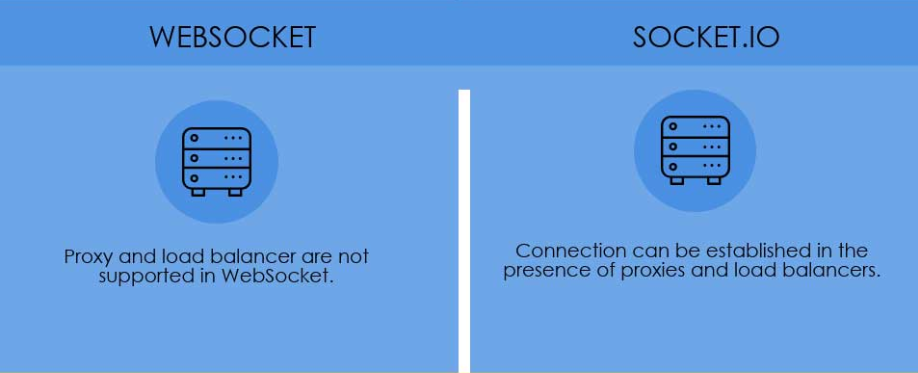 WEBSOCKET
SOCKET.IO
Proxy and load balancer are not
supported in WebSocket.
Connection can be established in the
presence of proxies and load balancers.